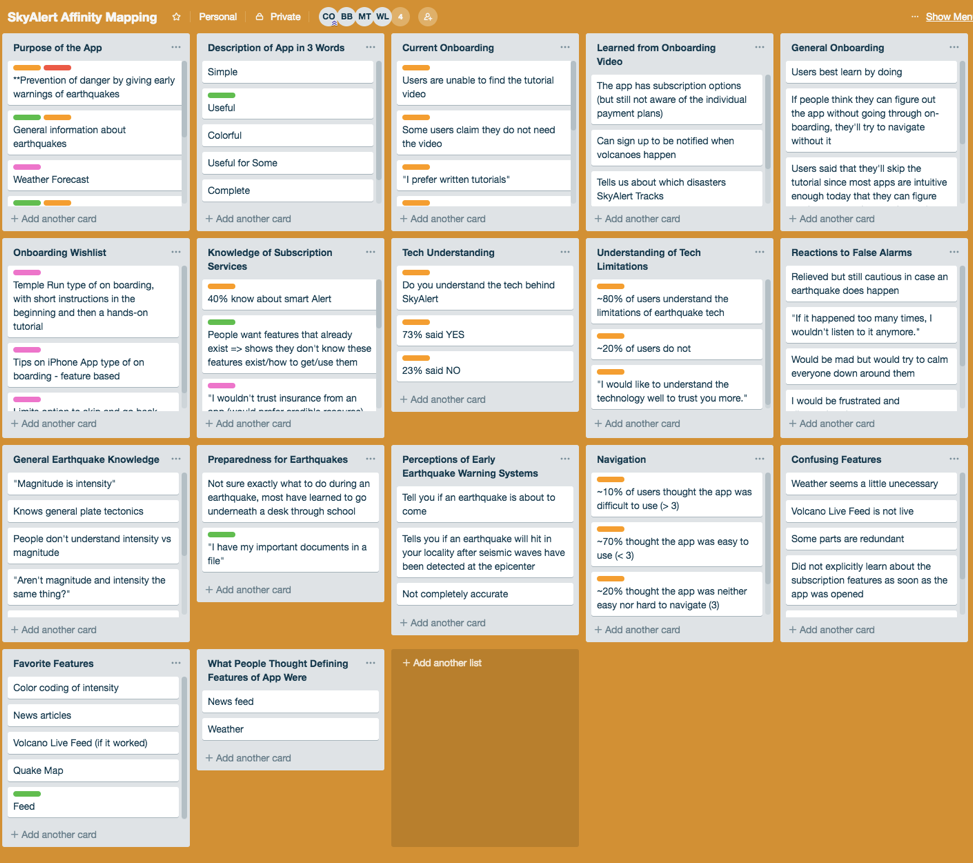 SkyAlert Affinity Mapping
Personal
Private
CO BB MT WL 4
... Show Men
Purpose of the App
**Prevention of danger by giving early
warnings of earthquakes
General information about
earthquakes
Weather Forecast
+ Add another card
Description of App in 3 Words
Simple
Useful
Colorful
Useful for Some
Complete
+ Add another card
Current Onboarding
Users are unable to find the tutorial
video
Some users claim they do not need
the video
"I prefer written tutorials"
+ Add another card
Learned from Onboarding
Video
The app has subscription options
(but still not aware of the individual
payment plans)
Can sign up to be notified when
volcanoes happen
Tells us about which disasters
SkyAlert Tracks
+ Add another card
General Onboarding
Users best learn by doing
If people think they can figure out
the app without going through on-
boarding, they'll try to navigate
without it
Users said that they'll skip the
tutorial since most apps are intuitive
enough today that they can figure
+ Add another card
Onboarding Wishlist
Temple Run type of on boarding,
with short instructions in the
beginning and then a hands-on
tutorial
Tips on iPhone App type of on
boarding - feature based
Limits option to skip and go back
+ Add another card
Knowledge of Subscription
Services
40% know about smart Alert
People want features that already
exist => shows they don't know these
features exist/how to get/use them
"I wouldn't trust insurance from an
app (would prefer credible resource)
+ Add another card
Tech Understanding
Do you understand the tech behind
SkyAlert
73% said YES
23% said NO
+ Add another card
Understanding of Tech
Limitations
~80% of users understand the
limitations of earthquake tech
~20% of users do not
"I would like to understand the
technology well to trust you more."
+ Add another card
Reactions to False Alarms
Relieved but still cautious in case an
earthquake does happen
"If it happened too many times, I
wouldn't listen to it anymore."
Would be mad but would try to calm
everyone down around them
I would be frustrated and
+ Add another card
General Earthquake Knowledge
"Magnitude is intensity"
Knows general plate tectonics
People don't understand intensity vs
magnitude
"Aren't magnitude and intensity the
same thing?"
+ Add another card
Preparedness for Earthquakes
Not sure exactly what to do during an
earthquake, most have learned to go
underneath a desk through school
"I have my important documents in a
file"
+ Add another card
Perceptions of Early
Earthquake Warning Systems
Tell you if an earthquake is about to
come
Tells you if an earthquake will hit in
your locality after seismic waves have
been detected at the epicenter
Not completely accurate
+ Add another card
Navigation
~10% of users thought the app was
difficult to use (> 3)
~70% thought the app was easy to
use (< 3)
~20% thought the app was neither
easy nor hard to navigate (3)
+ Add another card
Confusing Features
Weather seems a little unecessary
Volcano Live Feed is not live
Some parts are redundant
Did not explicitly learn about the
subscription features as soon as the
app was opened
+ Add another card
Favorite Features
Color coding of intensity
News articles
Volcano Live Feed (if it worked)
Quake Map
Feed
+ Add another card
What People Thought Defining
Features of App Were
News feed
Weather
+ Add another card
+ Add another list